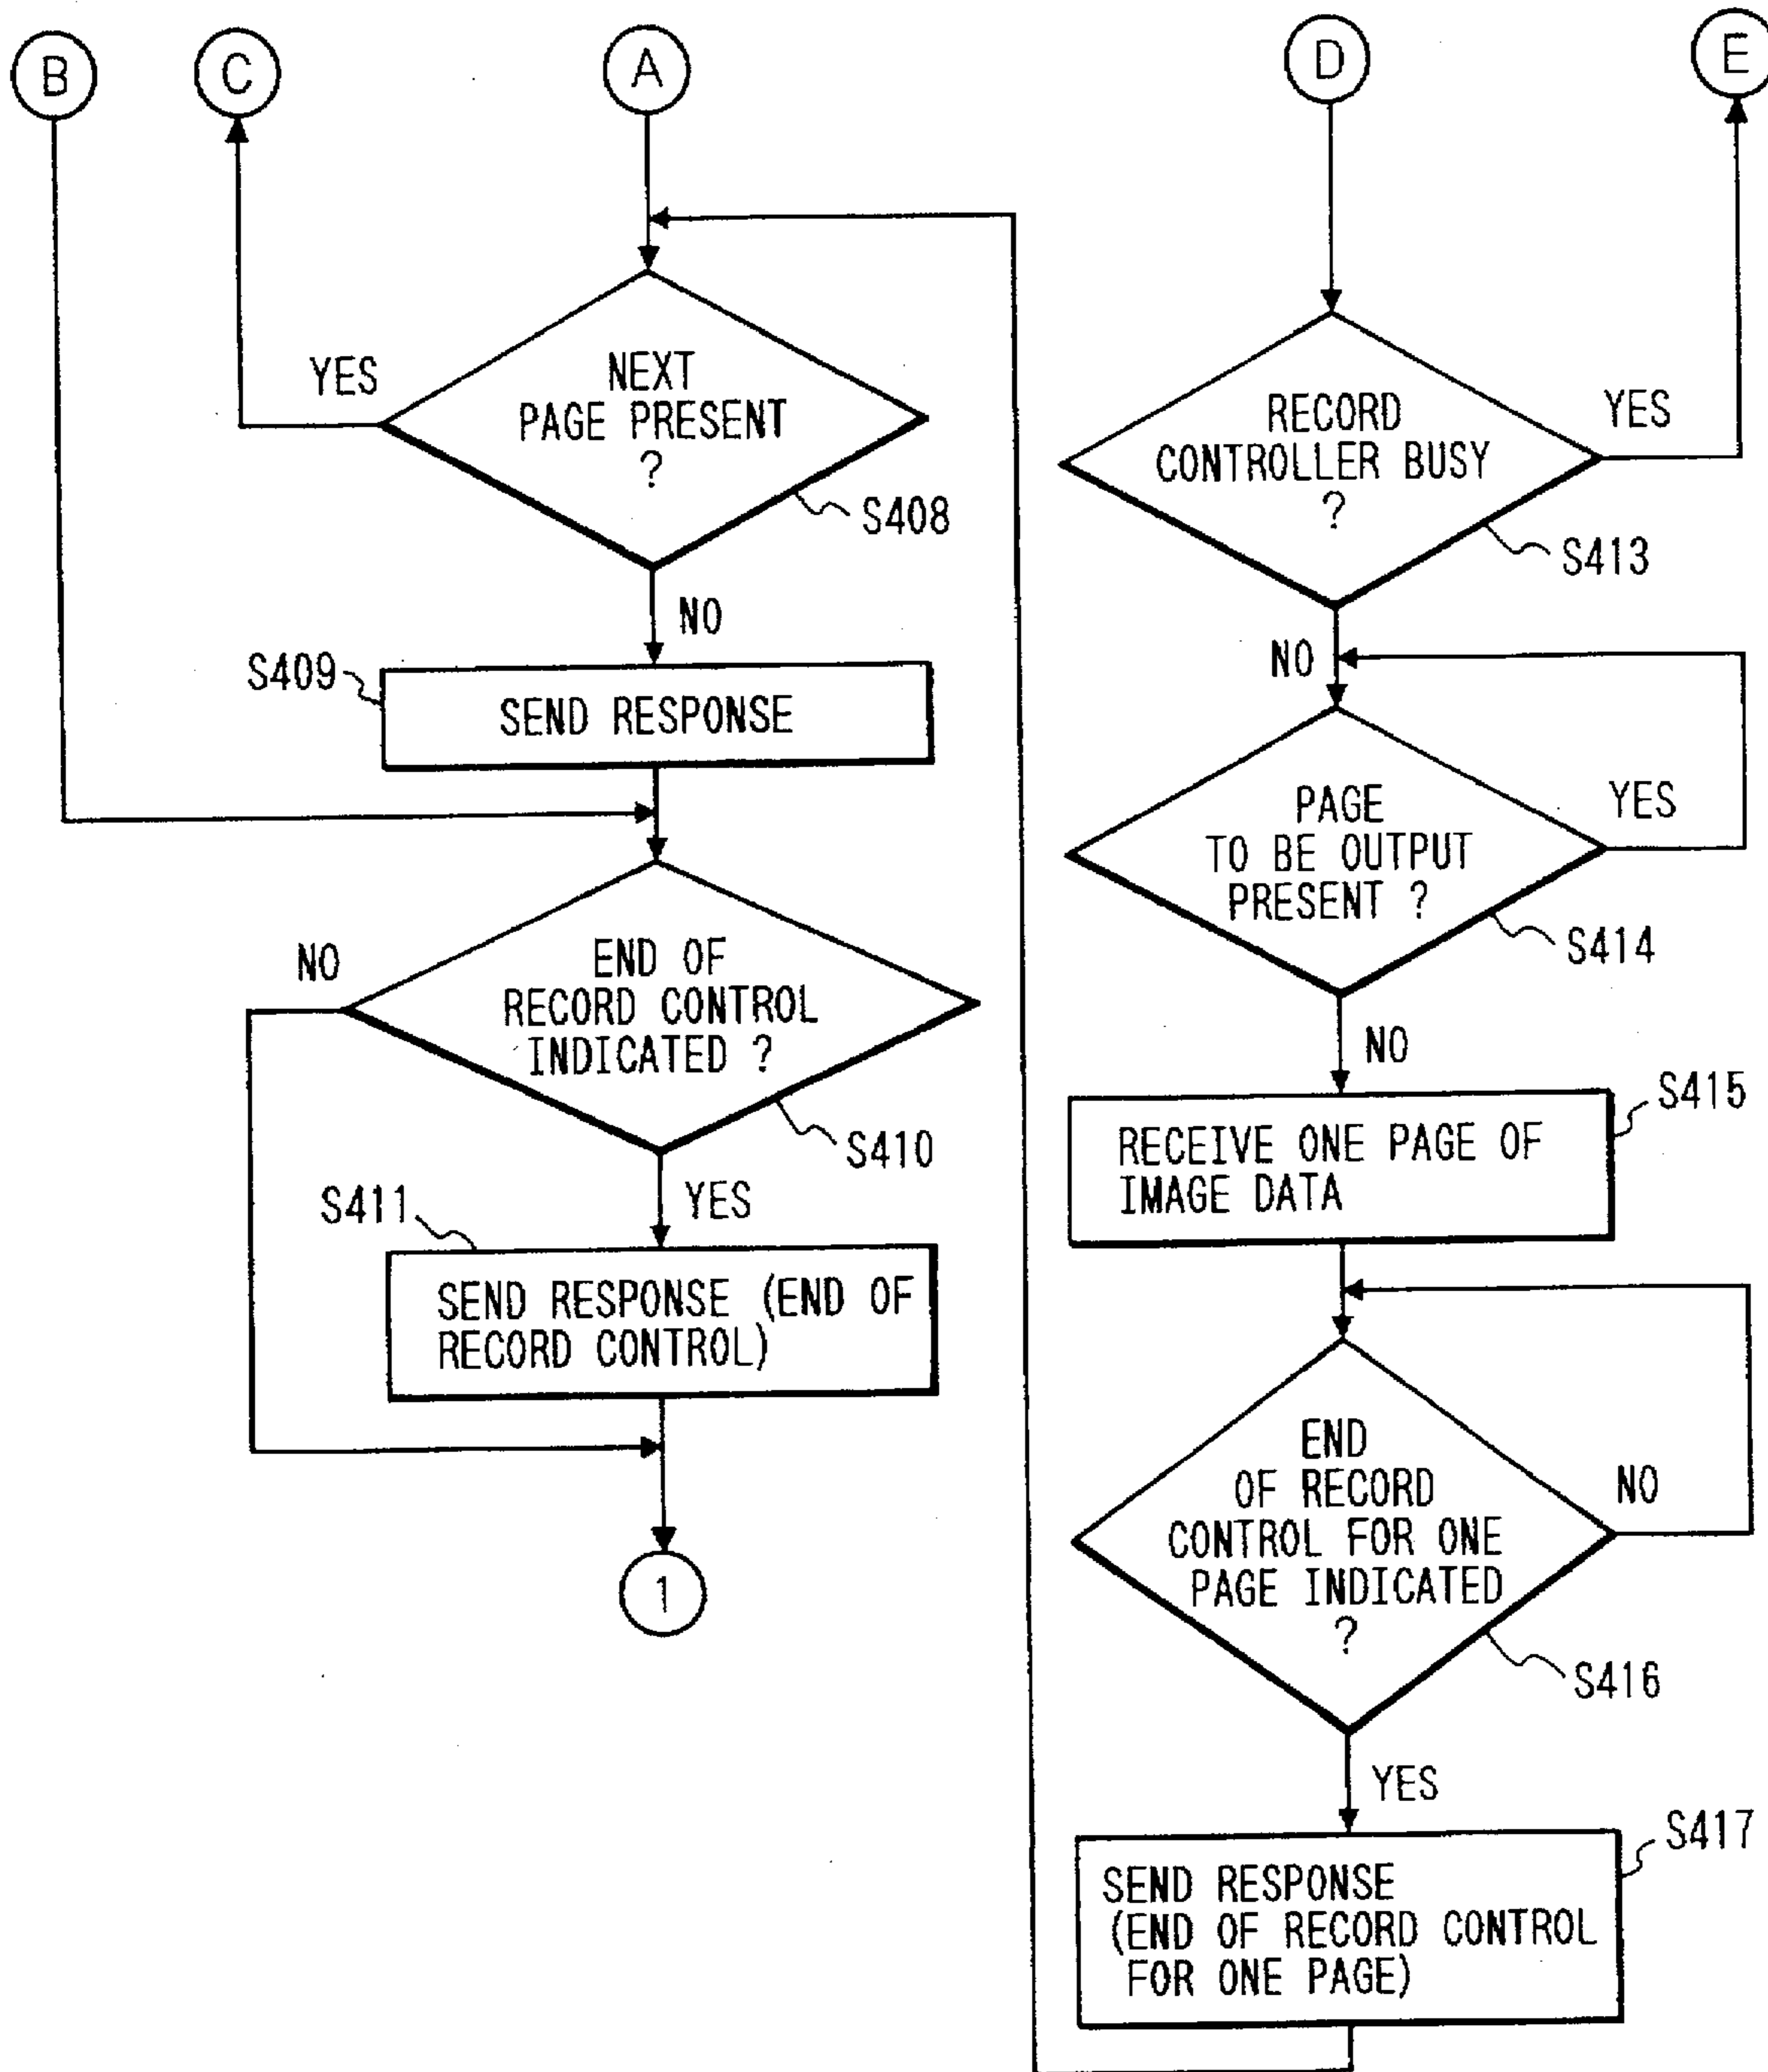 B
C
A
D
E
NEXT
PAGE PRESENT
?
YES
S408
NO
S409
SEND RESPONSE
END OF
RECORD CONTROL
INDICATED ?
NO
S410
YES
S411
SEND RESPONSE (END OF
RECORD CONTROL)
1
RECORD
CONTROLLER BUSY
?
YES
S413
NO
PAGE
TO BE OUTPUT
PRESENT ?
YES
S414
NO
S415
RECEIVE ONE PAGE OF
IMAGE DATA
END
OF RECORD
CONTROL FOR ONE
PAGE INDICATED
?
NO
S416
YES
S417
SEND RESPONSE
(END OF RECORD CONTROL
FOR ONE PAGE)